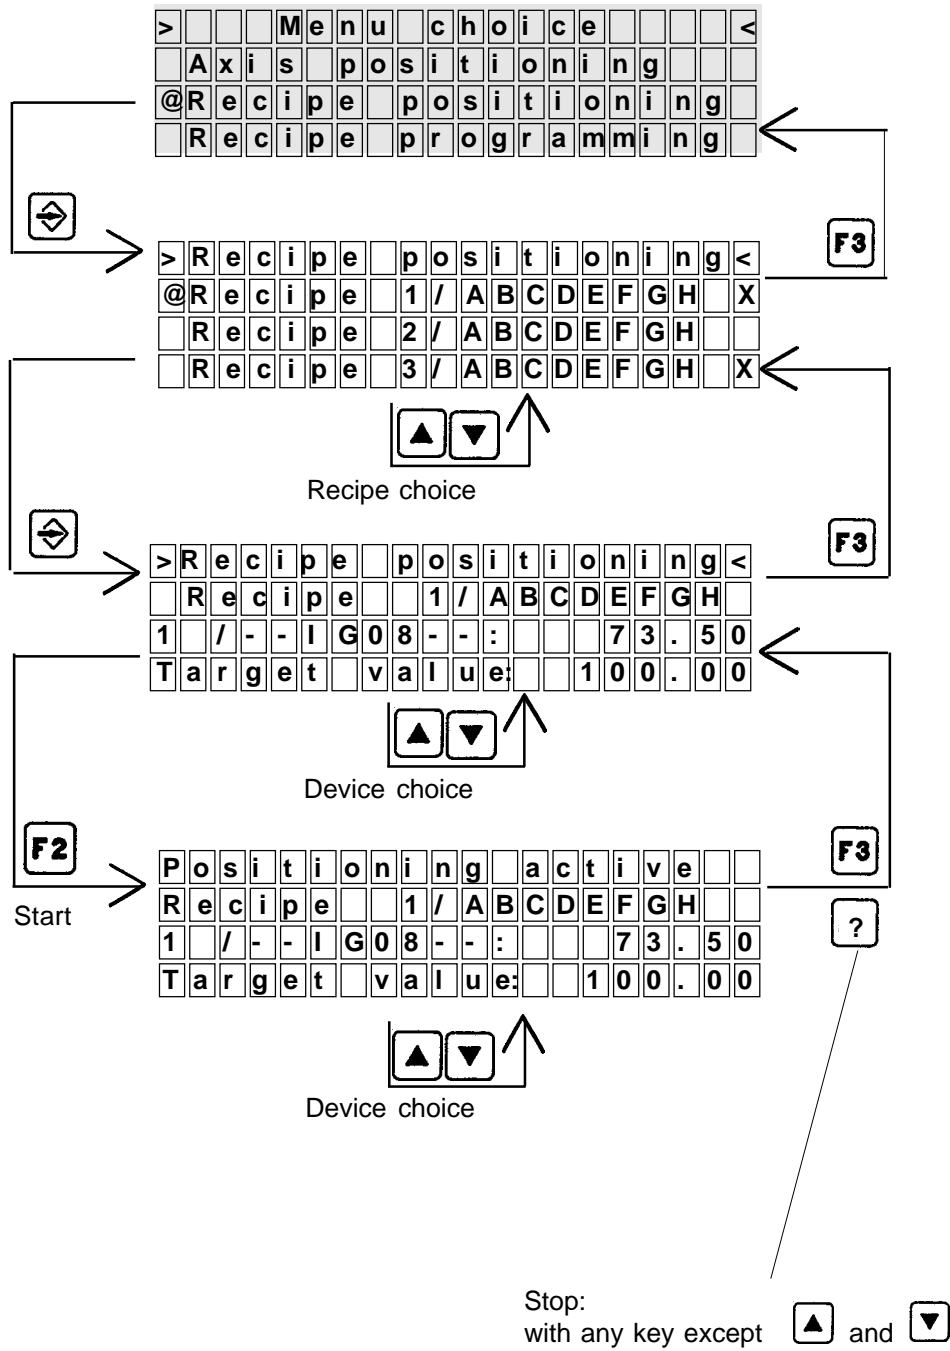 > Menu choice <
Axis positioning
@Recipe positioning
Recipe programming
F3
>Recipe positioning<
@Recipe 1/ABCDEFGH X
Recipe 2/ABCDEFGH
Recipe 3/ABCDEFGH X
▲ ▼
Recipe choice
F3
>Recipe positioning<
Recipe 1/ABCDEFGH
1 /--IG08--: 73.50
Target value: 100.00
▲ ▼
Device choice
F2
Start
F3
?
Positioning active
Recipe 1/ABCDEFGH
1 /--IG08--: 73.50
Target value: 100.00
▲ ▼
Device choice
Stop:
with any key except ▲ and ▼